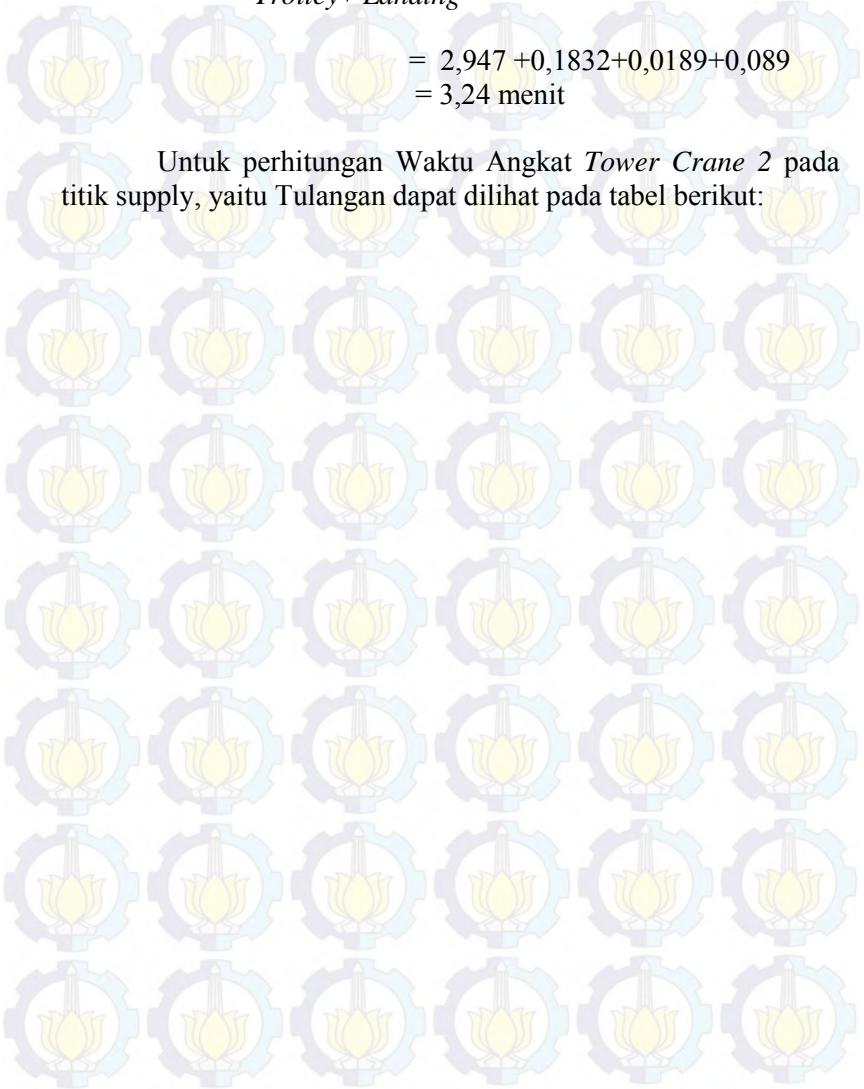 Trolley+ Landing
= 2,947 +0,1832+0,0189+0,089
= 3,24 menit
Untuk perhitungan Waktu Angkat Tower Crane 2 pada
titik supply, yaitu Tulangan dapat dilihat pada tabel berikut: